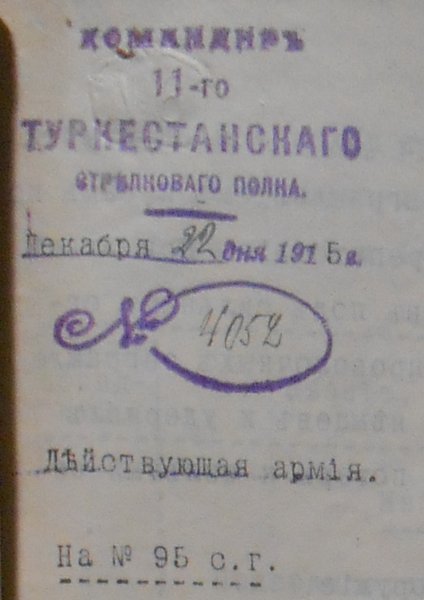 КОМАНДИРЪ
11-го
ТУРКЕСТАНСКАГО
СТРѢЛКОВАГО ПОЛКА.
Декабря 22 дня 1915 г.
№ 4052
Дѣйствующая армія.
На № 95 с.г.